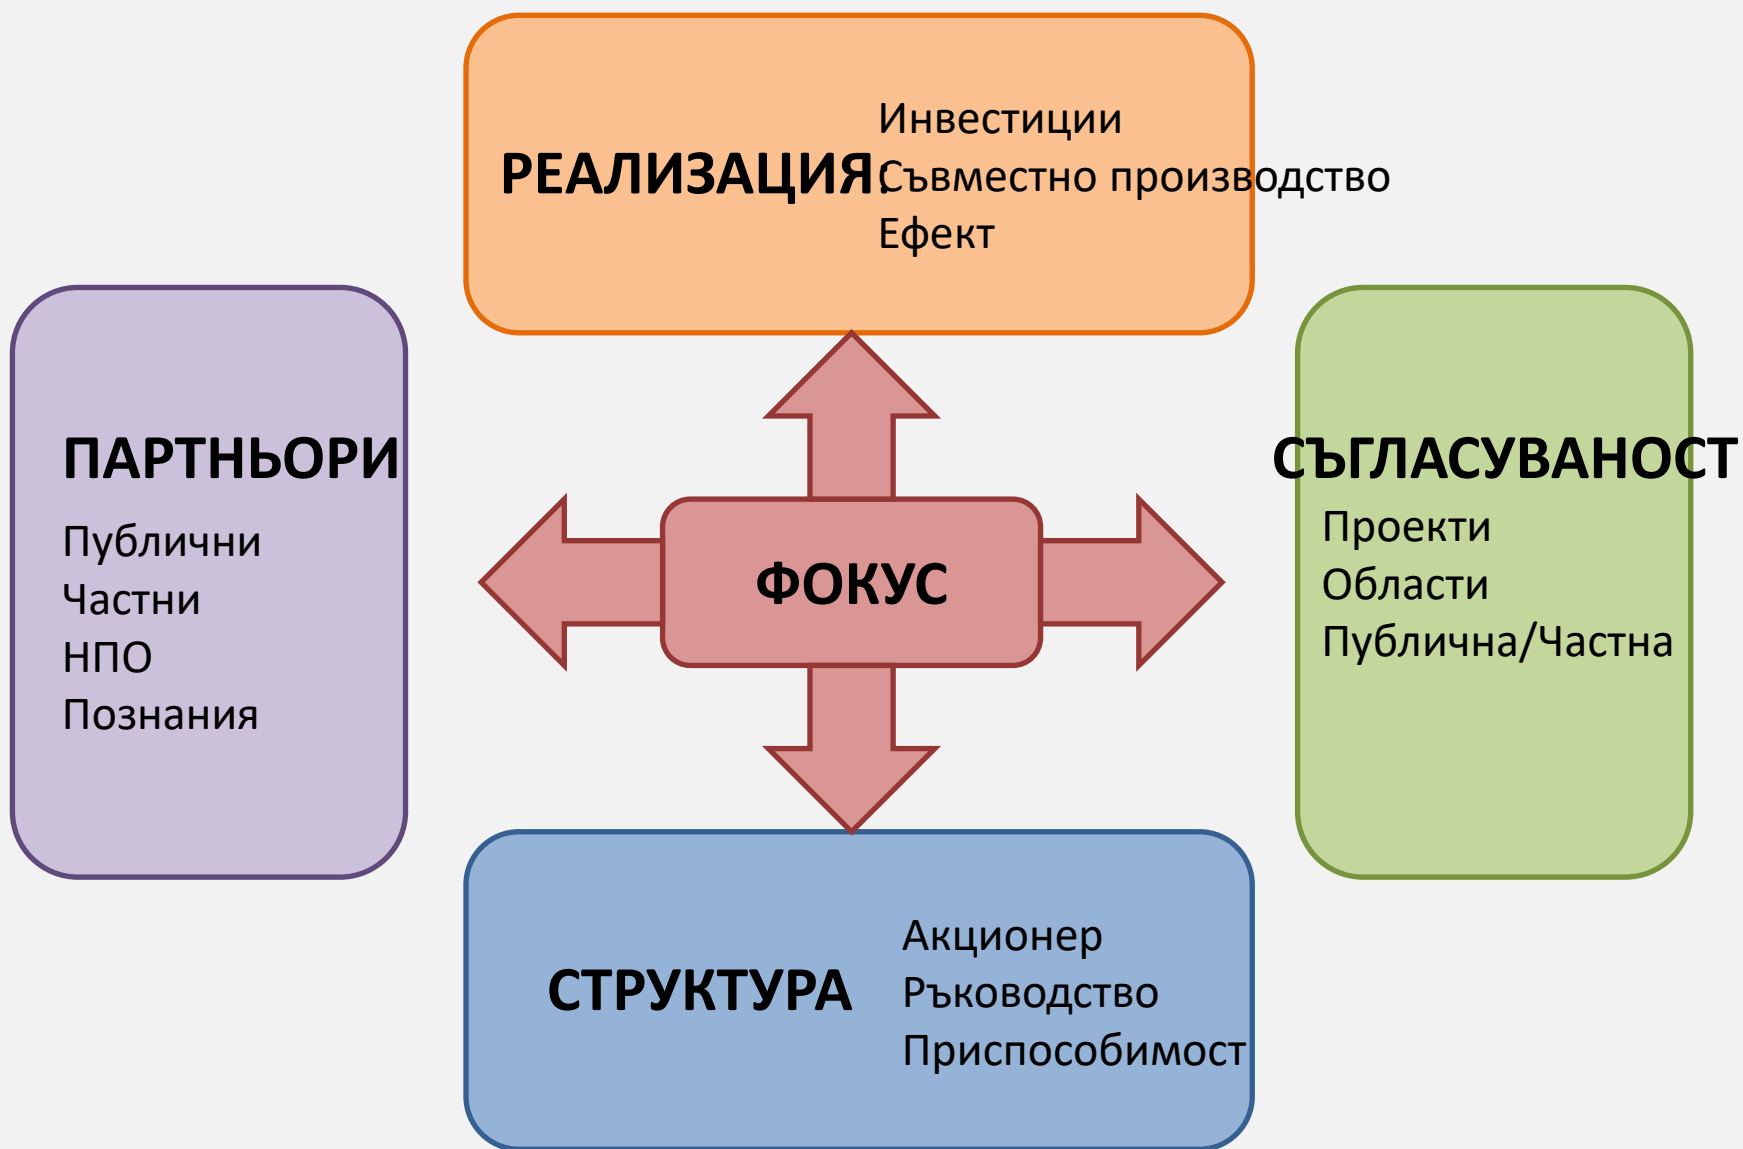 Инвестиции
РЕАЛИЗАЦИЯ: Съвместно производство
Ефект
ПАРТНЬОРИ
Публични
Частни
НПО
Познания
ФОКУС
СЪГЛАСУВАНОСТ
Проекти
Области
Публична/Частна
Акционер
СТРУКТУРА Ръководство
Приспособимост